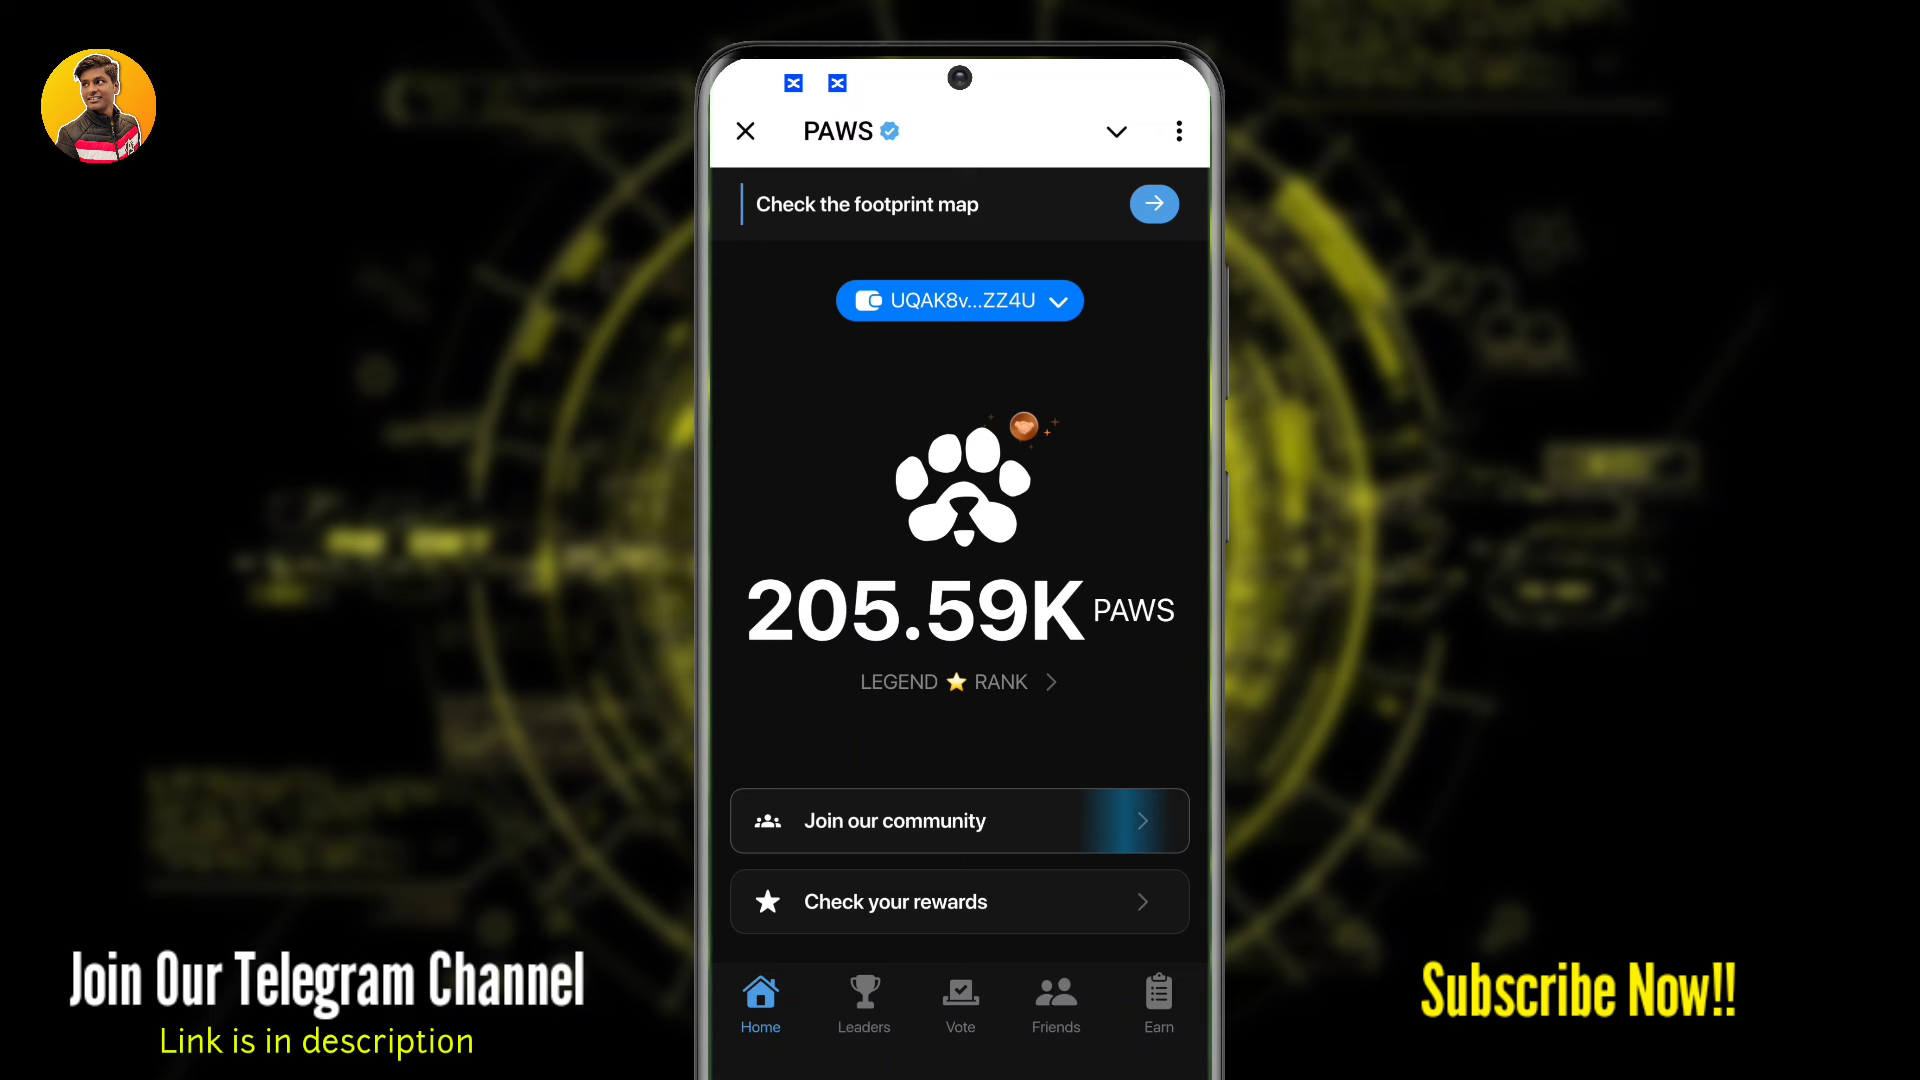 PAWS
Check the footprint map
UQAK8v...ZZ4U
205.59K PAWS
LEGEND ⭐ RANK
Join our community
Check your rewards
Home Leaders Vote Friends Earn
Join Our Telegram Channel
Link is in description
Subscribe Now!!